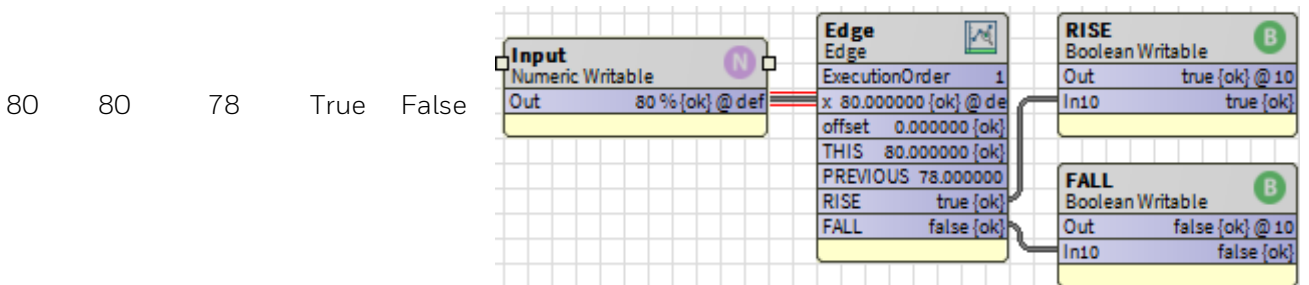 80 80 78 True False
Input
Numeric Writable
N
Out 80 % {ok} @ def
Edge
Edge
ExecutionOrder 1
x 80.000000 {ok} @ de
offset 0.000000 {ok}
THIS 80.000000 {ok}
PREVIOUS 78.000000
RISE true {ok}
FALL false {ok}
RISE
Boolean Writable
B
Out true {ok} @ 10
In10 true {ok}
FALL
Boolean Writable
B
Out false {ok} @ 10
In10 false {ok}